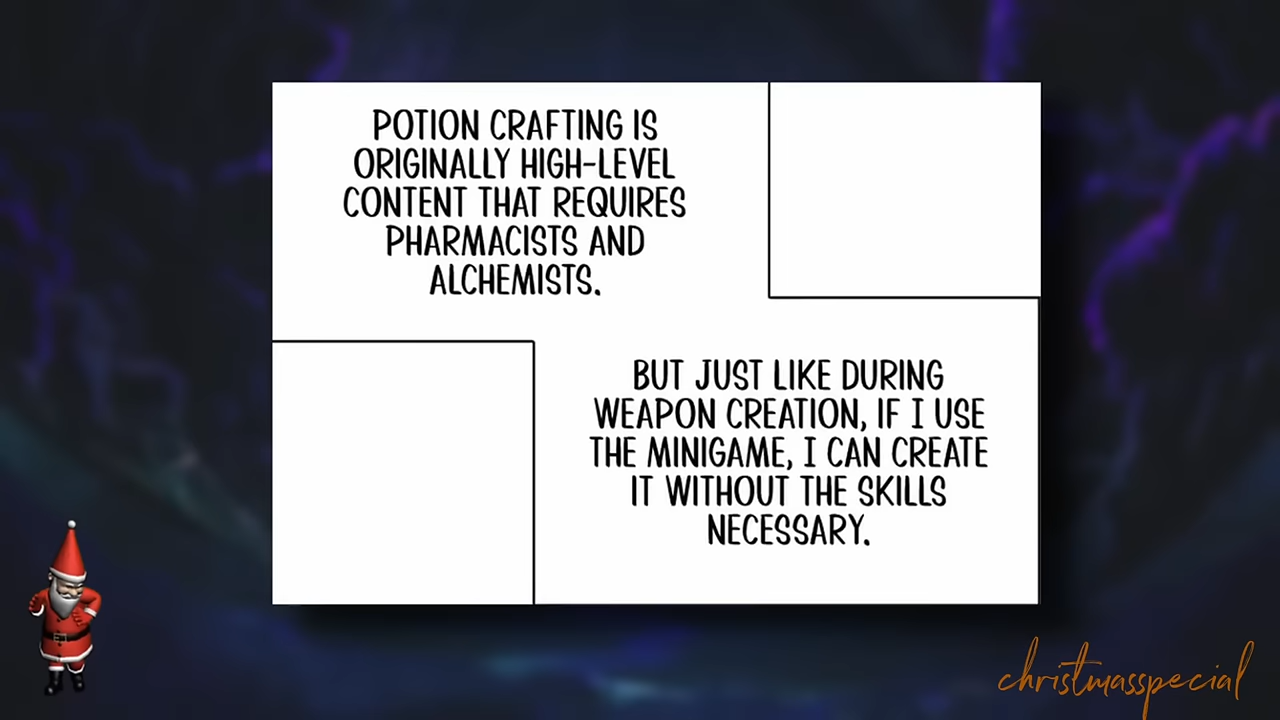 POTION CRAFTING IS
ORIGINALLY HIGH-LEVEL
CONTENT THAT REQUIRES
PHARMACISTS AND
ALCHEMISTS.
BUT JUST LIKE DURING
WEAPON CREATION, IF I USE
THE MINIGAME, I CAN CREATE
IT WITHOUT THE SKILLS
NECESSARY.
christmasspecial